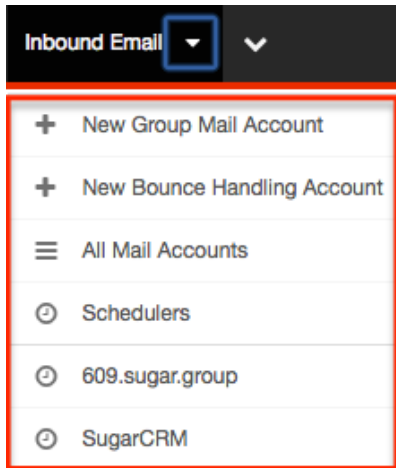 Inbound Email
New Group Mail Account
New Bounce Handling Account
All Mail Accounts
Schedulers
609.sugar.group
SugarCRM